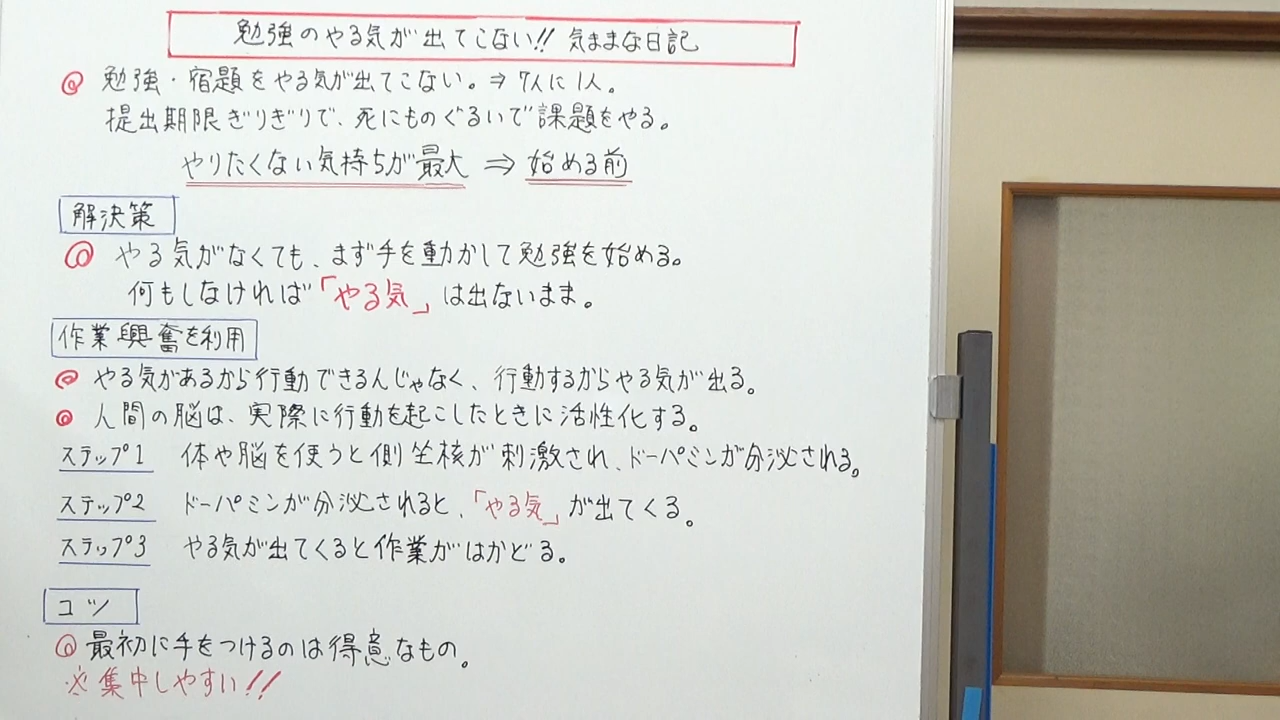 勉強のやる気が出てこない!! 気ままな日記
◎ 勉強・宿題をやる気が出てこない。⇒ 7人に1人。
提出期限ぎりぎりで、死にものぐるいで課題をやる。
やりたくない気持ちが最大 ⇒ 始める前
解決策
◎ やる気がなくても、まず手を動かして勉強を始める。
何もしなければ「やる気」は出ないまま。
作業興奮を利用
◎ やる気があるから行動できるんじゃなく、行動するからやる気が出る。
◎ 人間の脳は、実際に行動を起こしたときに活性化する。
ステップ1 体や脳を使うと側坐核が刺激され、ドーパミンが分泌される。
ステップ2 ドーパミンが分泌されると、「やる気」が出てくる。
ステップ3 やる気が出てくると作業がはかどる。
コツ
◎ 最初に手をつけるのは得意なもの。
※集中しやすい!!